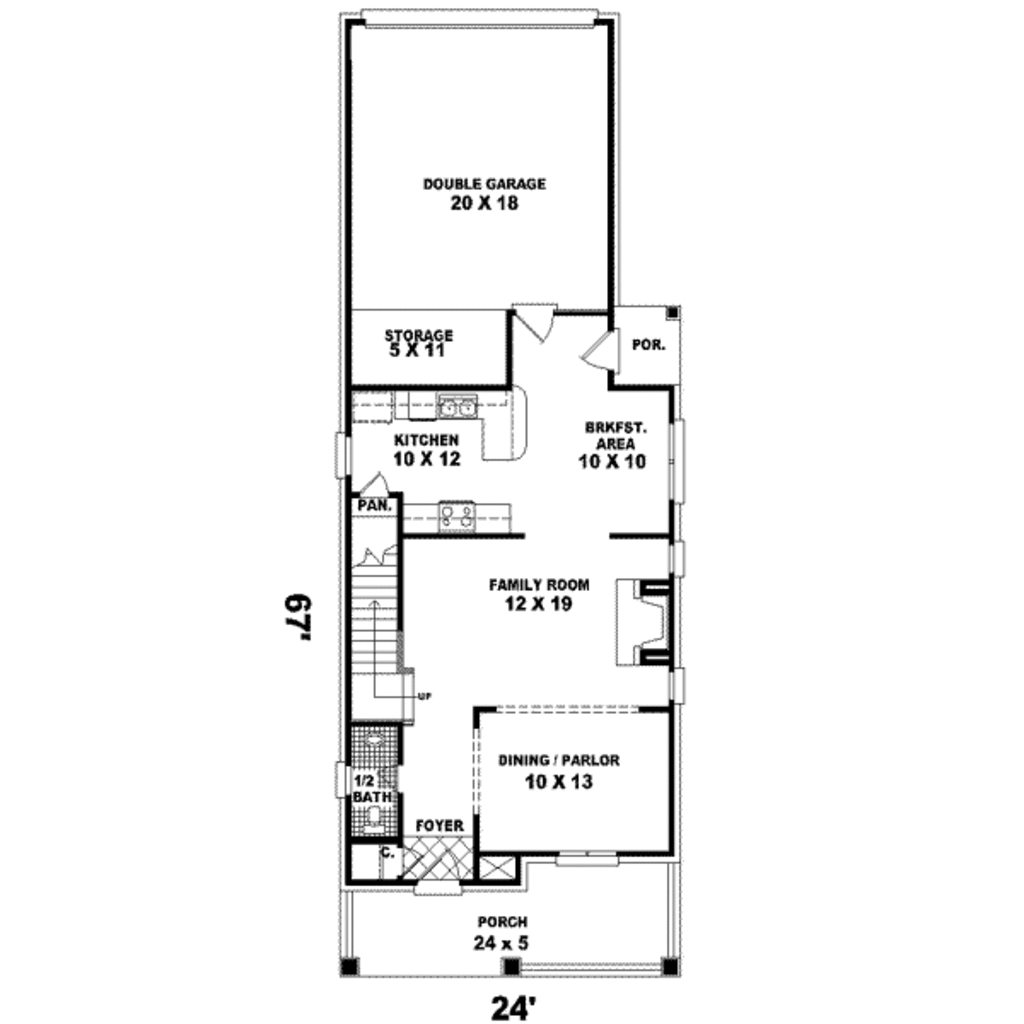 DOUBLE GARAGE
20 X 18
STORAGE
5 X 11
POR.
KITCHEN
10 X 12
BRKFST.
AREA
10 X 10
PAN.
FAMILY ROOM
12 X 19
67'
UP
DINING / PARLOR
10 X 13
1/2
BATH
FOYER
C.
PORCH
24 x 5
24'